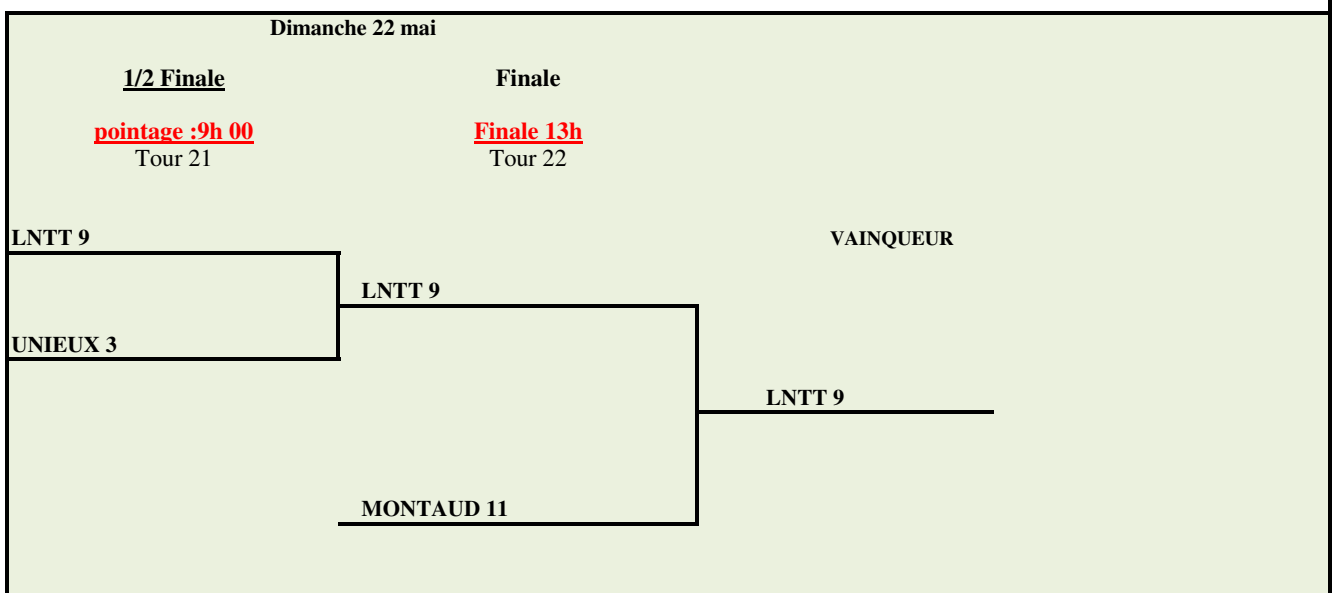 Dimanche 22 mai
1/2 Finale
Finale
pointage :9h 00
Finale 13h
Tour 21
Tour 22
LNTT 9
VAINQUEUR
LNTT 9
UNIEUX 3
LNTT 9
MONTAUD 11